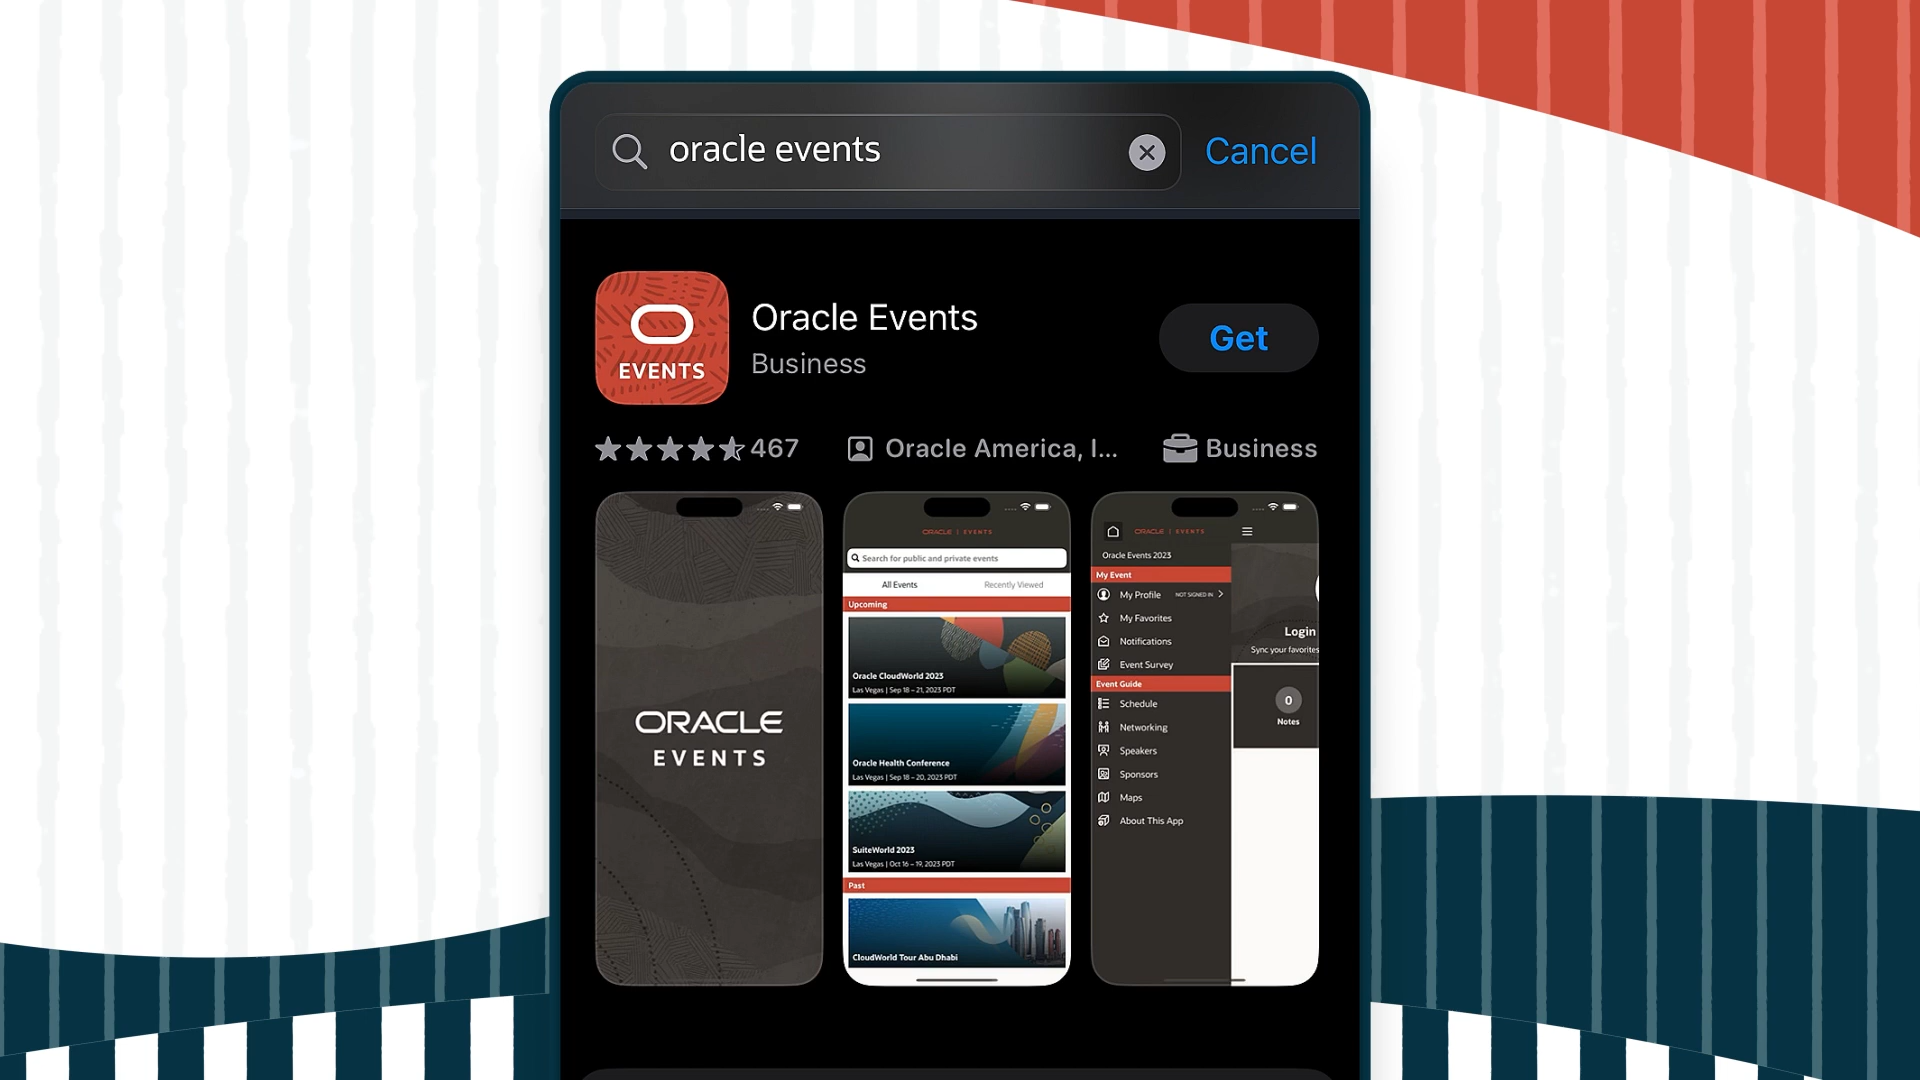 oracle events
Cancel
EVENTS
Oracle Events
Business
Get
467
Oracle America, I...
Business
ORACLE
EVENTS
ORACLE | EVENTS
Search for public and private events
All Events
Recently Viewed
Upcoming
Oracle CloudWorld 2023
Las Vegas | Sep 18 – 21, 2023 PDT
Oracle Health Conference
Las Vegas | Sep 18 – 20, 2023 PDT
SuiteWorld 2023
Las Vegas | Oct 16 – 19, 2023 PDT
Past
CloudWorld Tour Abu Dhabi
ORACLE | EVENTS
Oracle Events 2023
My Event
My Profile
NOT SIGNED IN
My Favorites
Notifications
Event Survey
Event Guide
Schedule
Networking
Speakers
Sponsors
Maps
About This App
Login
Sync your favorites
0
Notes